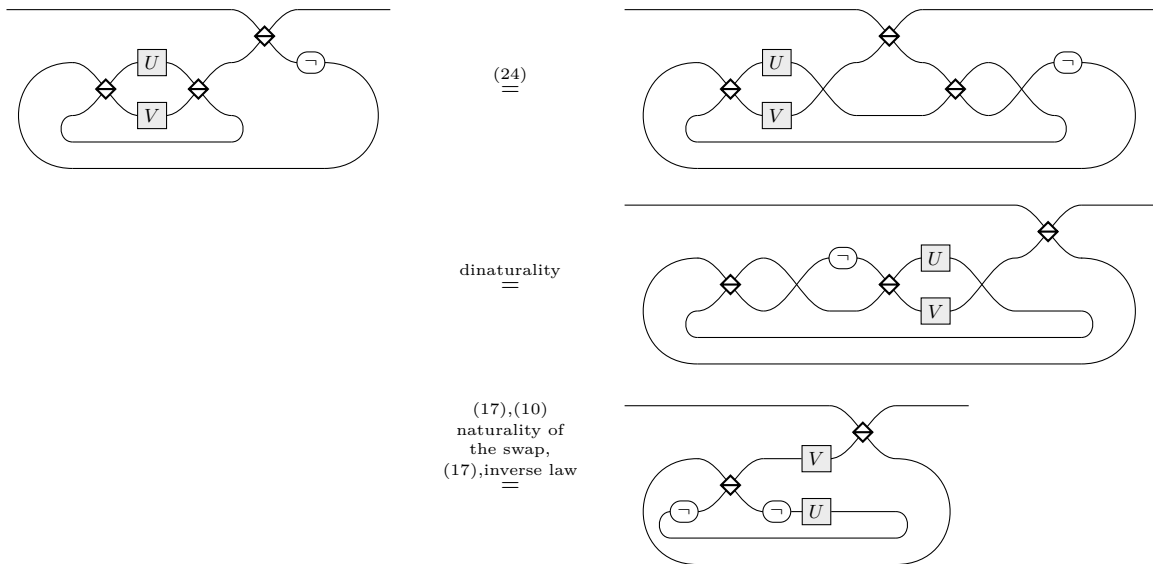 U
¬
V
(24)
=
U
¬
V
dinaturality
=
¬
U
V
(17),(10)
naturality of
the swap,
(17),inverse law
=
V
¬
¬
U